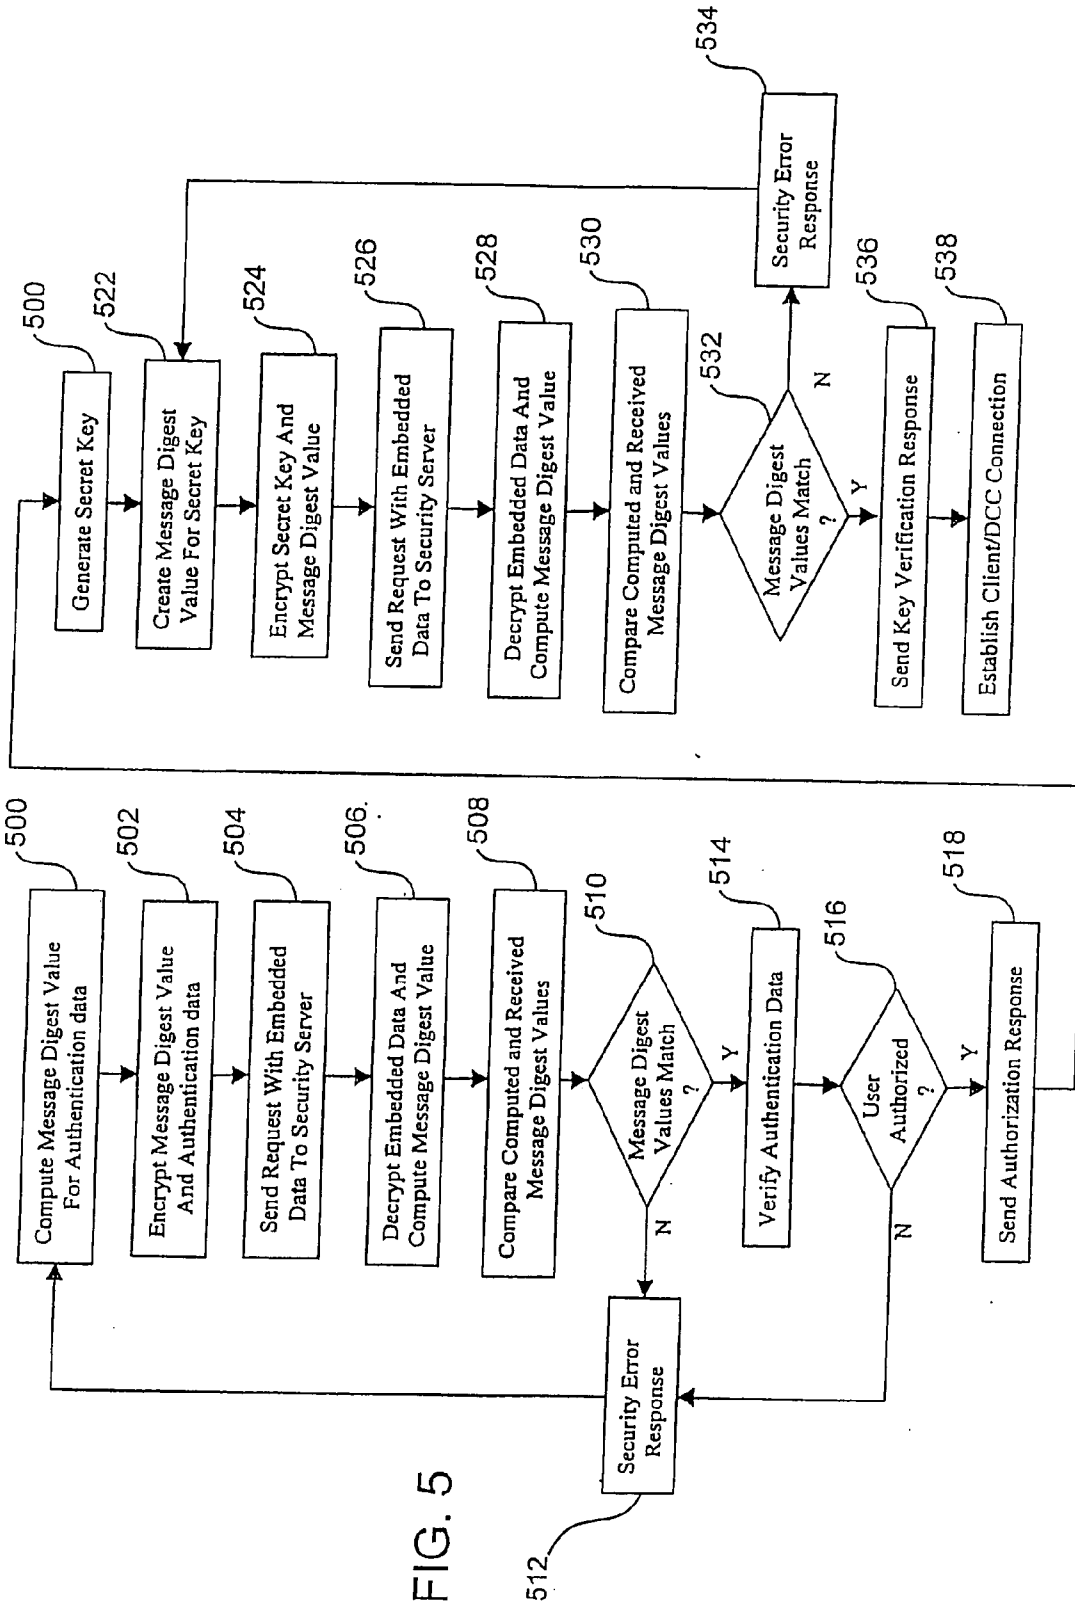 FIG. 5
500
Compute Message Digest Value
For Authentication data
502
Encrypt Message Value
And Authentication data
504
Send Request With Embedded
Data To Security Server
506.
Decrypt Embedded Data And
Compute Message Digest Value
508
Compare Computed and Received
Message Digest Values
510
Message Digest
Values Match
?
N
Y
512
Security Error
Response
514
Verify Authentication Data
516
User
Authorized
?
N
Y
518
Send Authorization Response
500
Generate Secret Key
522
Create Message Digest
Value For Secret Key
524
Encrypt Secret Key And
Message Digest Value
526
Send Request With Embedded
Data To Security Server
528
Decrypt Embedded Data And
Compute Message Digest Value
530
Compare Computed and Received
Message Digest Values
532
Message Digest
Values Match
?
N
Y
534
Security Error
Response
536
Send Key Verification Response
538
Establish Client/DCC Connection